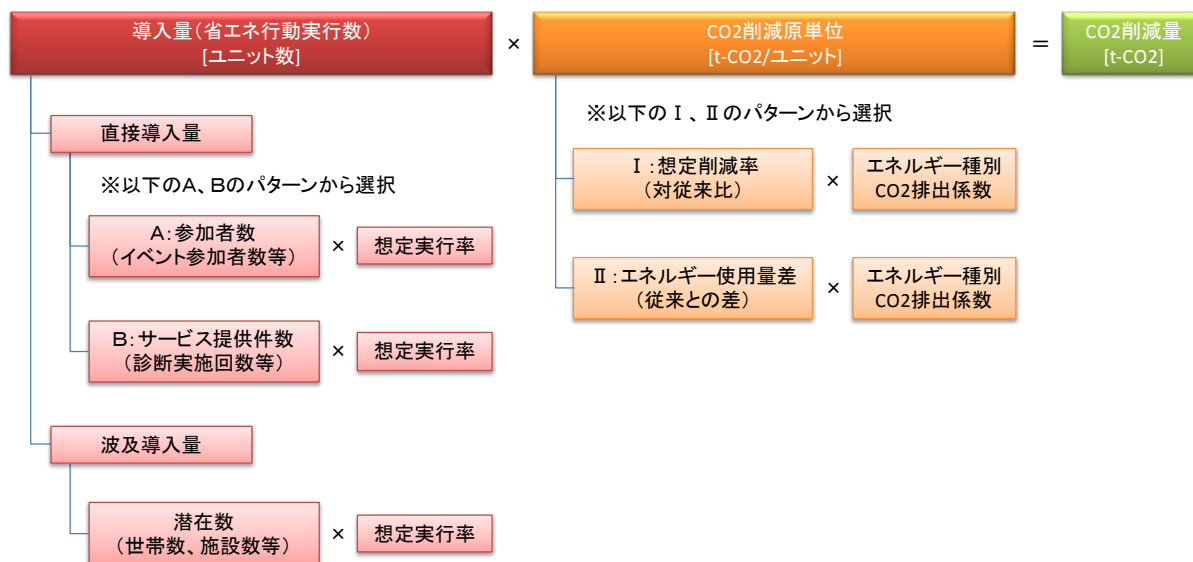 導入量（省エネ行動実行数）
[ユニット数]
×
CO2削減原単位
[t-CO2/ユニット]
＝
CO2削減量
[t-CO2]
直接導入量
※以下のA、Bのパターンから選択
A：参加者数
（イベント参加者数等）
×
想定実行率
B：サービス提供件数
（診断実施回数等）
×
想定実行率
波及導入量
潜在数
（世帯数、施設数等）
×
想定実行率
※以下のⅠ、Ⅱのパターンから選択
Ⅰ：想定削減率
（対従来比）
×
エネルギー種別
CO2排出係数
Ⅱ：エネルギー使用量差
（従来との差）
×
エネルギー種別
CO2排出係数